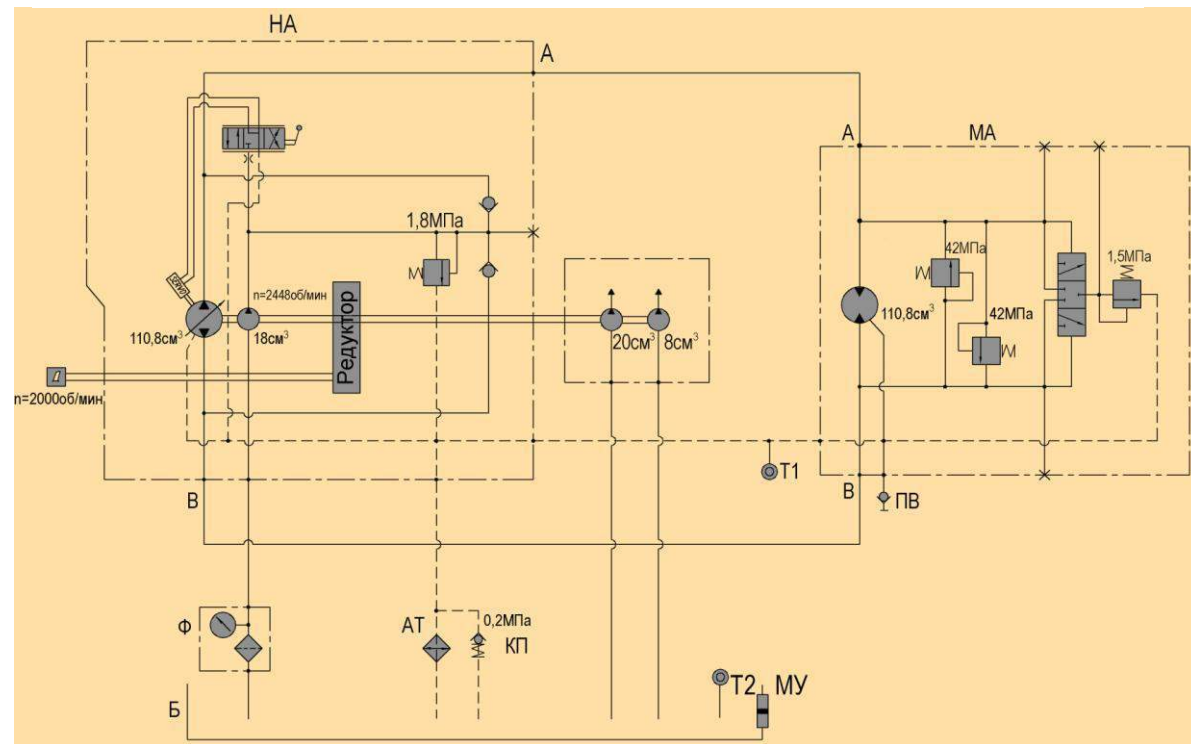 НА
А
А
МА
1,8МПа
42МПа
1,5МПа
n=2448об/мин
110,8см³
18см³
Редуктор
20см³
8см³
110,8см³
42МПа
n=2000об/мин
Т1
В
В
ПВ
Ф
АТ
0,2МПа
КП
Т2
МУ
Б